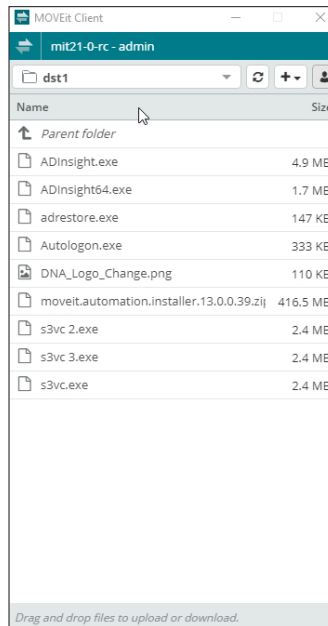 MOVEit Client
mit21-0-rc - admin
dst1
Name Size
Parent folder
ADInsight.exe 4.9 MB
ADInsight64.exe 1.7 MB
adrestore.exe 147 KB
Autologon.exe 333 KB
DNA_Logo_Change.png 110 KB
moveit.automation.installer.13.0.0.39.zip 416.5 MB
s3vc 2.exe 2.4 MB
s3vc 3.exe 2.4 MB
s3vc.exe 2.4 MB
Drag and drop files to upload or download.